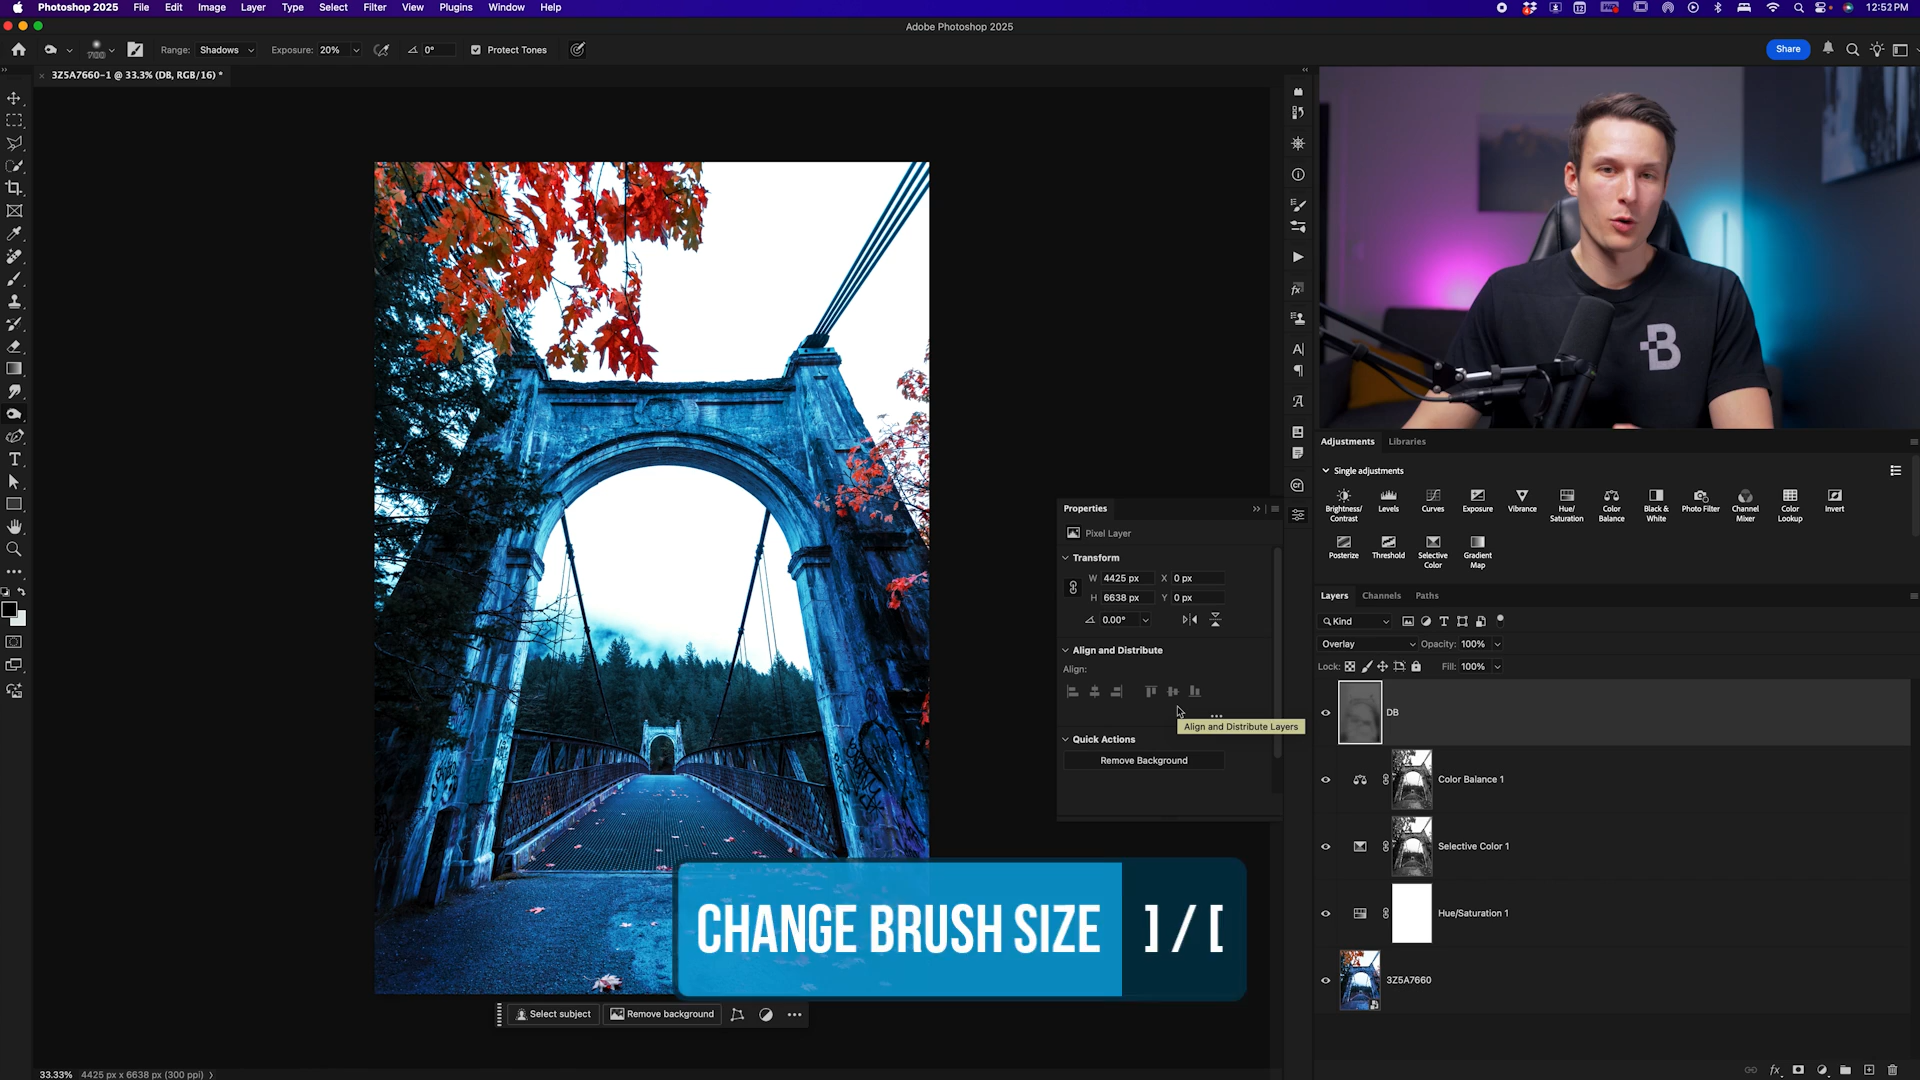 Photoshop 2025 File Edit Image Layer Type Select Filter View Plugins Window Help 12:52PM
Adobe Photoshop 2025
Range: Shadows Exposure: 20% 0° Protect Tones Share
3Z5A7660-1 @ 33.3% (DB, RGB/16) *
B
Adjustments Libraries
Single adjustments
Brightness/ Contrast Levels Curves Exposure Vibrance Hue/ Saturation Color Balance Black & White Photo Filter Channel Mixer Color Lookup Invert
Posterize Threshold Selective Color Gradient Map
Properties
Pixel Layer
Transform
W 4425 px X 0 px
H 6638 px Y 0 px
0.00°
Align and Distribute
Align:
Align and Distribute Layers
Quick Actions
Remove Background
Layers Channels Paths
Kind
Overlay Opacity: 100%
Lock: Fill: 100%
DB
Color Balance 1
Selective Color 1
Hue/Saturation 1
3Z5A7660
CHANGE BRUSH SIZE ] / [
Select subject Remove background
33.33% 4425 px x 6638 px (300 ppi)